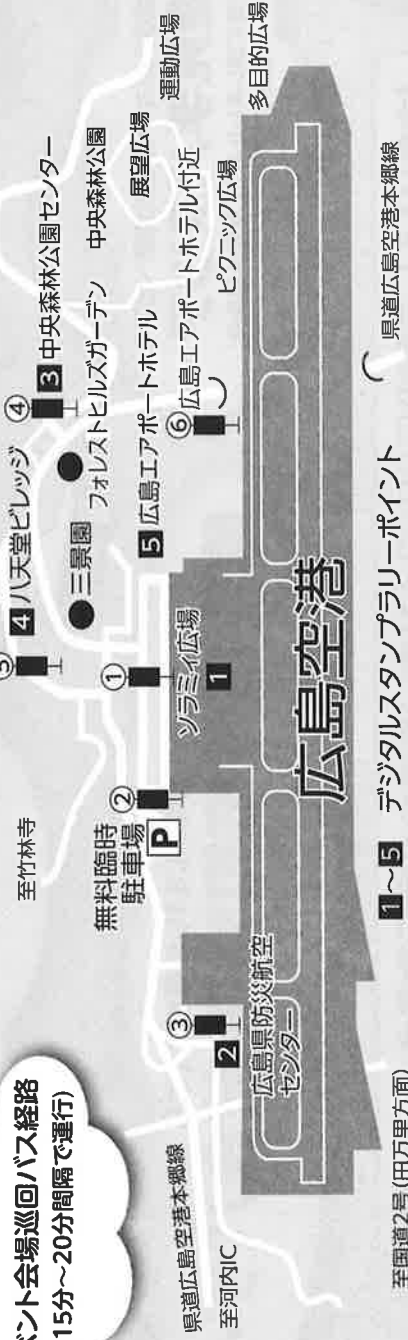 ベント会場巡回バス経路
15分～20分間隔で運行)
至竹林寺
⑤
4 八天堂ビレッジ
④
3 中央森林公園センター
三景園
フォレストヒルズガーデン
中央森林公園
展望広場
運動広場
5 広島エアポートホテル
⑥
広島エアポートホテル付近
ピクニック広場
多目的広場
①
ソラミィ広場
1
②
無料臨時
駐車場
P
③
2
広島県防災航空
センター
県道広島空港本郷線
至河内IC
広島空港
至国道2号(田万里方面)
1～5 デジタルスタンプラリーポイント
県道広島空港本郷線